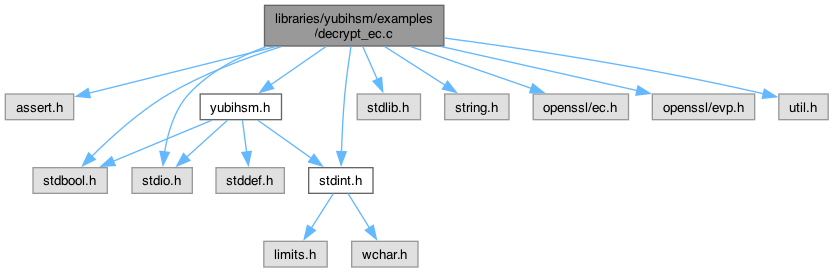 libraries/yubihsm/examples
/decrypt_ec.c
assert.h
yubihsm.h
stdlib.h
string.h
openssl/ec.h
openssl/evp.h
util.h
stdbool.h
stdio.h
stddef.h
stdint.h
limits.h
wchar.h